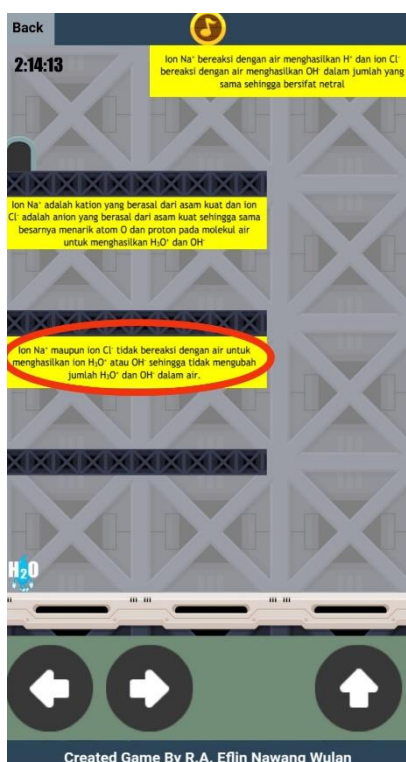 Back
2:14:13
Ion Na⁺ bereaksi dengan air menghasilkan H⁺ dan ion Cl⁻
bereaksi dengan air menghasilkan OH⁻ dalam jumlah yang
sama sehingga bersifat netral
Ion Na⁺ adalah kation yang berasal dari asam kuat dan ion
Cl⁻ adalah anion yang berasal dari asam kuat sehingga sama
besarnya menarik atom O dan proton pada molekul air
untuk menghasilkan H₃O⁺ dan OH⁻
Ion Na⁺ maupun ion Cl⁻ tidak bereaksi dengan air untuk
menghasilkan ion H₃O⁺ atau OH⁻ sehingga tidak mengubah
jumlah H₃O⁺ dan OH⁻ dalam air.
H₂O
Created Game By R.A. Eflin Nawang Wulan